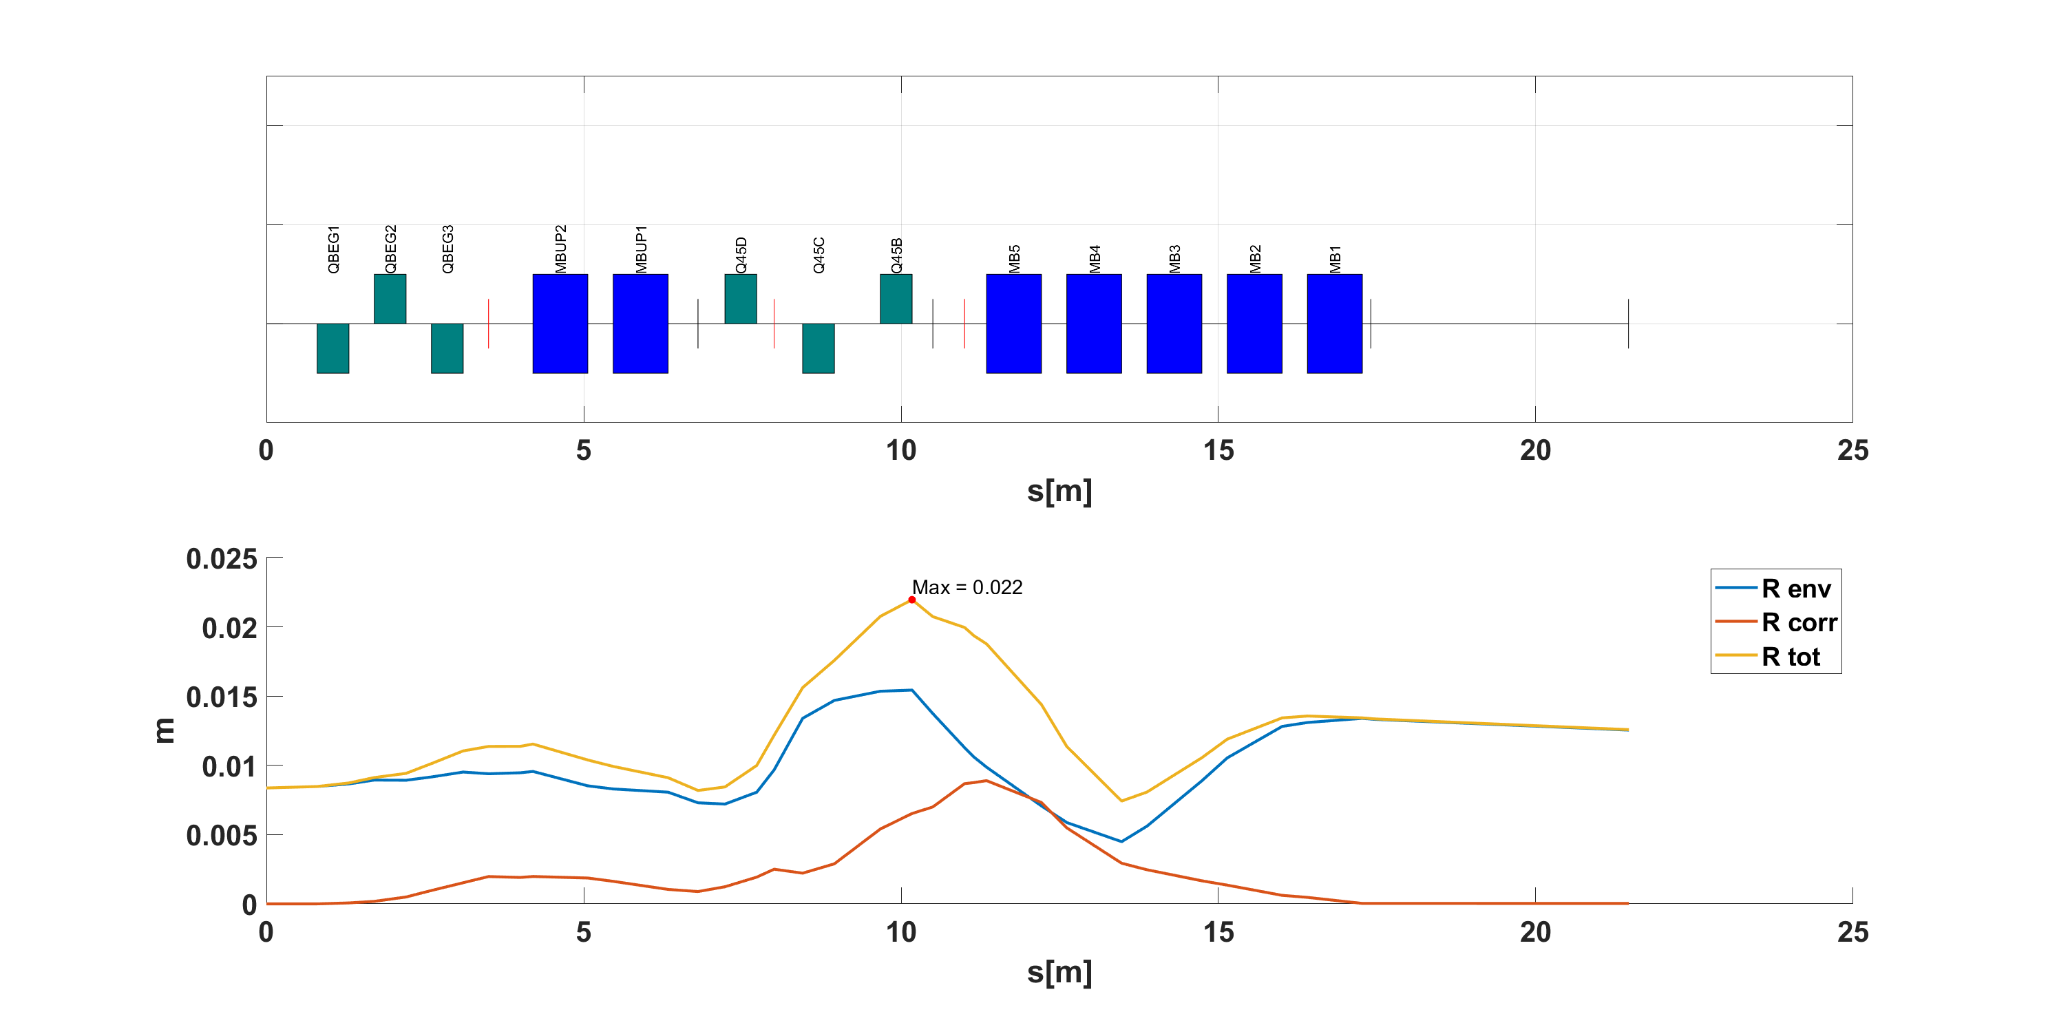 QBEG1
QBEG2
QBEG3
MBUP2
MBUP1
Q45D
Q45C
Q45B
MB5
MB4
MB3
MB2
MB1
0 5 10 15 20 25
s[m]
0.025
0.02
0.015
0.01
0.005
0
m
Max = 0.022
R env
R corr
R tot
0 5 10 15 20 25
s[m]